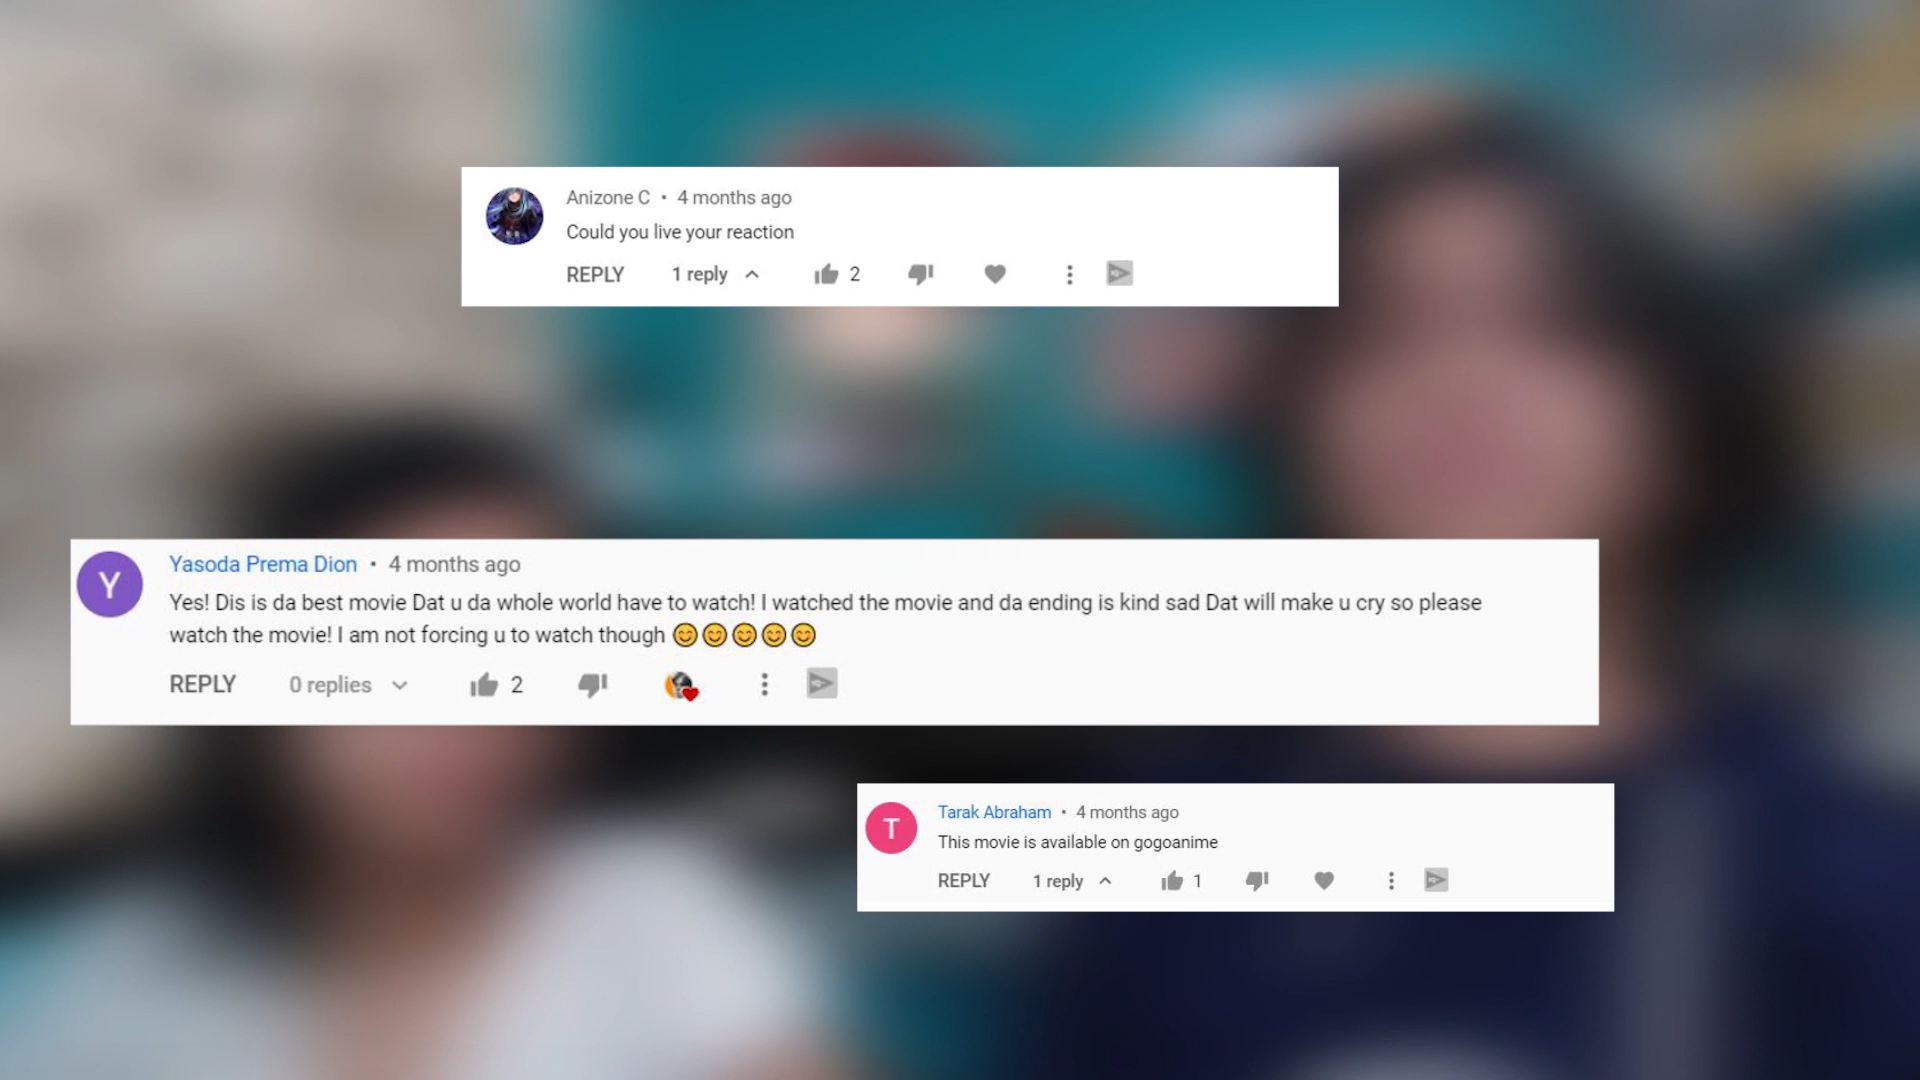 Anizone C • 4 months ago
Could you live your reaction
REPLY 1 reply 2
Y
Yasoda Prema Dion • 4 months ago
Yes! Dis is da best movie Dat u da whole world have to watch! I watched the movie and da ending is kind sad Dat will make u cry so please
watch the movie! I am not forcing u to watch though 😊😊😊😊😊
REPLY 0 replies 2
T
Tarak Abraham • 4 months ago
This movie is available on gogoanime
REPLY 1 reply 1